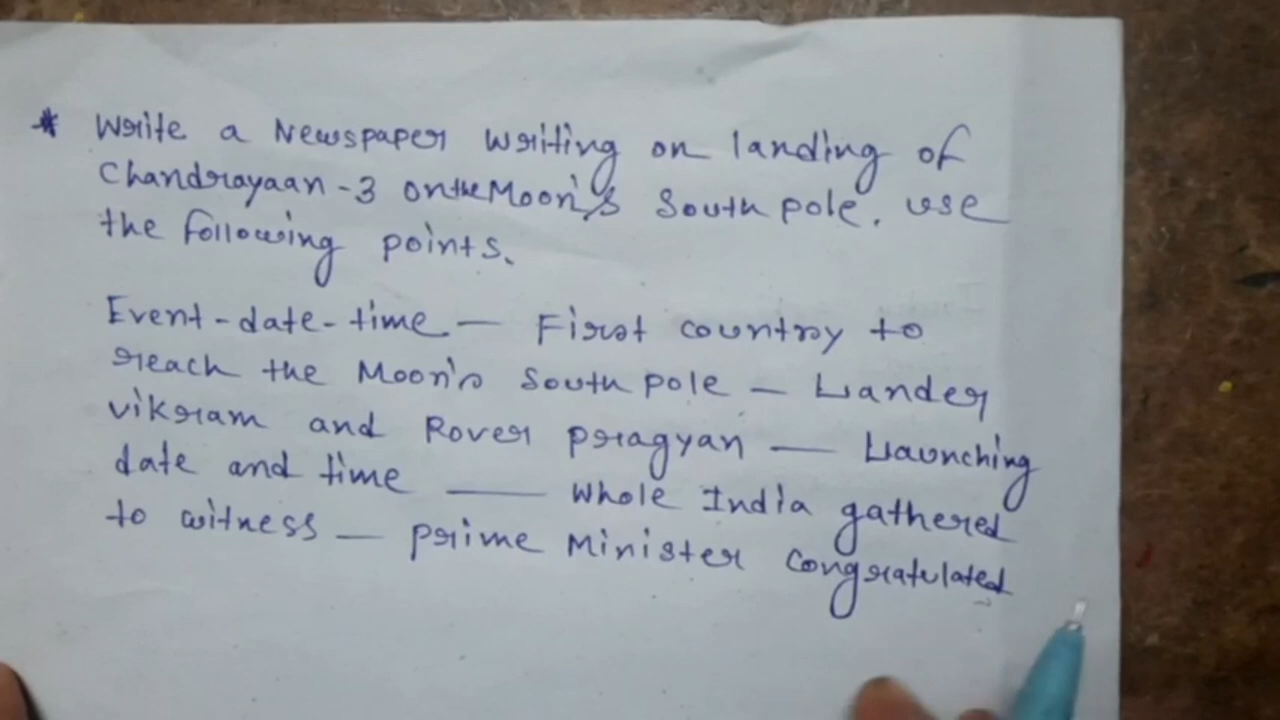 * Write a Newspaper writing on landing of
Chandrayaan-3 on the Moon's South pole. use
the following points.
Event-date-time — First country to
reach the Moon's South pole — Lander
vikram and Rover pragyan — Launching
date and time — Whole India gathered
to witness — prime Minister congratulated